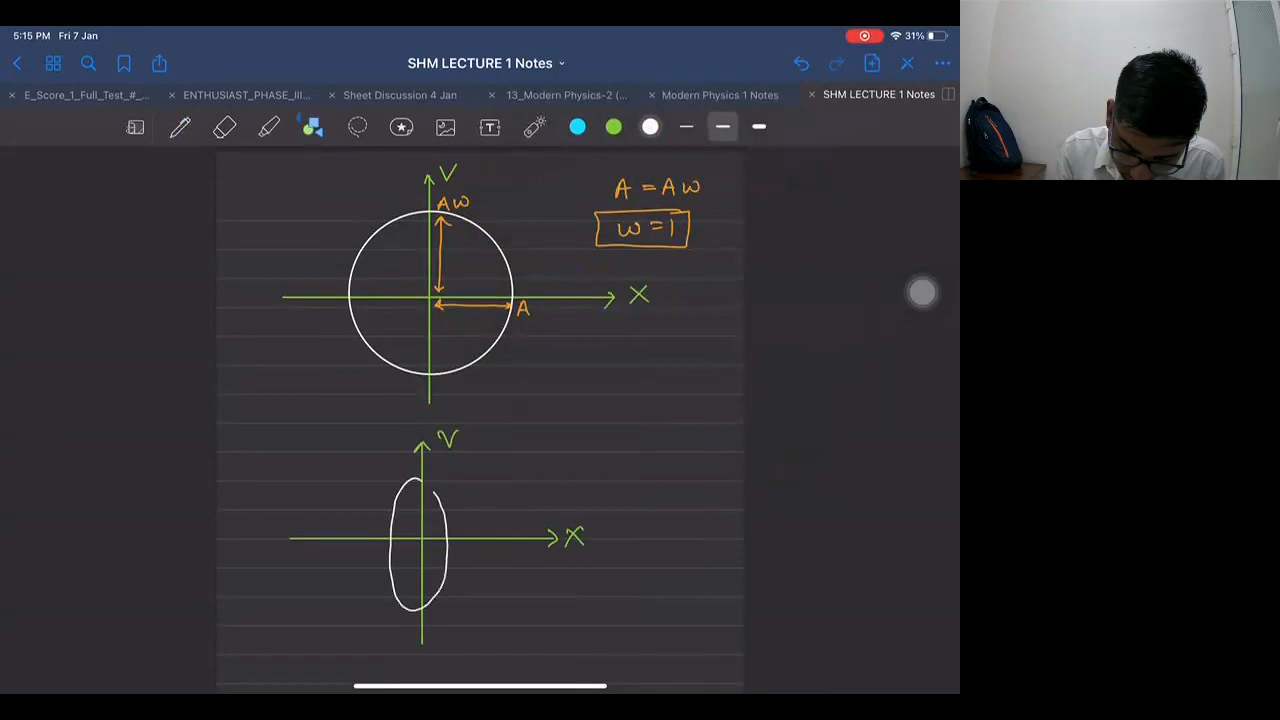 5:15 PM Fri 7 Jan
31%
SHM LECTURE 1 Notes
E_Score_1_Full_Test_#_...
ENTHUSIAST_PHASE_III...
Sheet Discussion 4 Jan
13_Modern Physics-2 (...
Modern Physics 1 Notes
SHM LECTURE 1 Notes
V
Aω
A = Aω
ω = 1
X
A
V
X